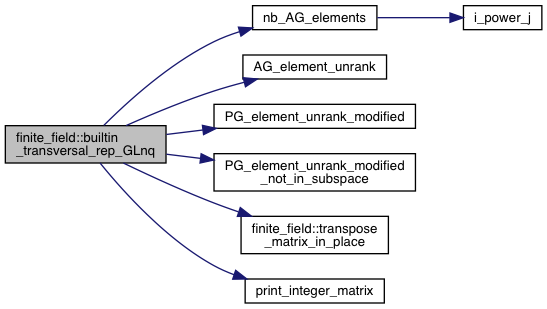 nb_AG_elements
i_power_j
AG_element_unrank
PG_element_unrank_modified
finite_field::builtin
_transversal_rep_GLnq
PG_element_unrank_modified
_not_in_subspace
finite_field::transpose
_matrix_in_place
print_integer_matrix